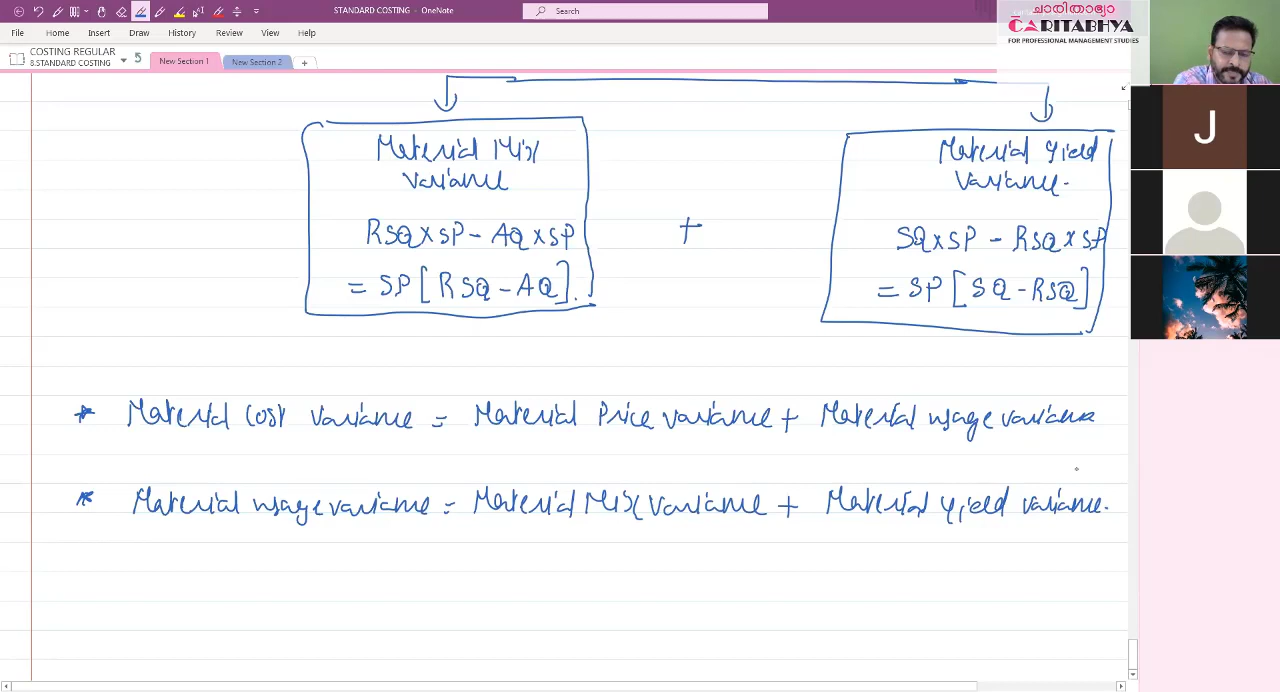 STANDARD COSTING - OneNote
Search
ചാരിതാഭ്യാ
CARITABHYA
FOR PROFESSIONAL MANAGEMENT STUDIES
File Home Insert Draw History Review View Help
COSTING REGULAR
8.STANDARD COSTING
5
New Section 1
New Section 2
+
Material Mix
variance
RSQ×SP - AQ×SP
= SP[RSQ - AQ].
+
Material yield
variance.
SQ×SP - RSQ×SP
= SP[SQ - RSQ]
J
* Material cost variance = Material Price variance + Material usage variance
* Material usage variance = Material Mix variance + Material yield variance.